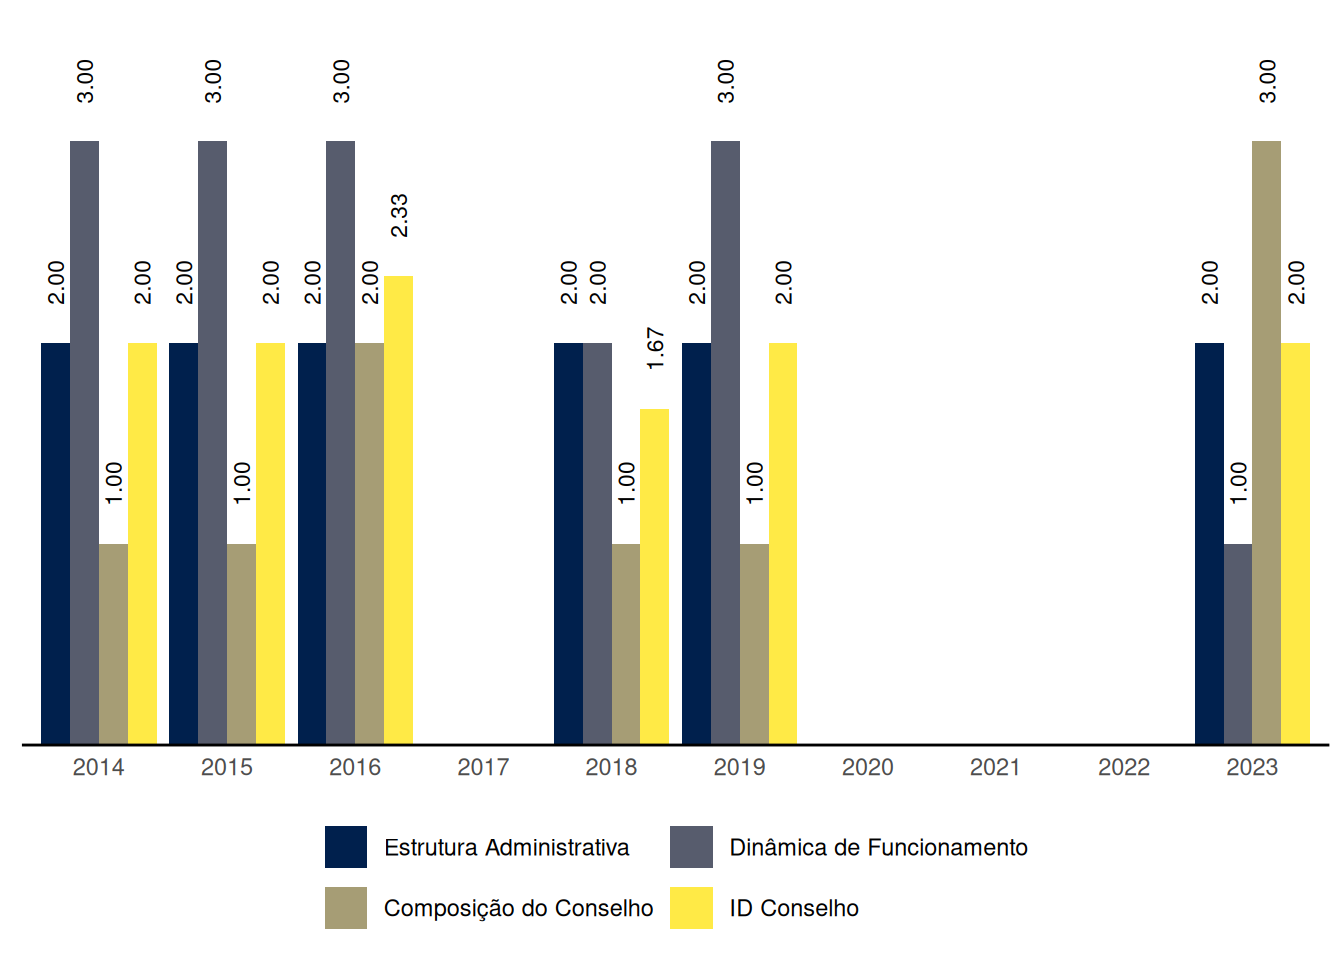 3.00 3.00 3.00 3.00 3.00
2.33
2.00 2.00 2.00 2.00 2.00 2.00 2.00 2.00 2.00 2.00 2.00 2.00
1.67
1.00 1.00 1.00 1.00 1.00
2014 2015 2016 2017 2018 2019 2020 2021 2022 2023
Estrutura Administrativa Dinâmica de Funcionamento
Composição do Conselho ID Conselho